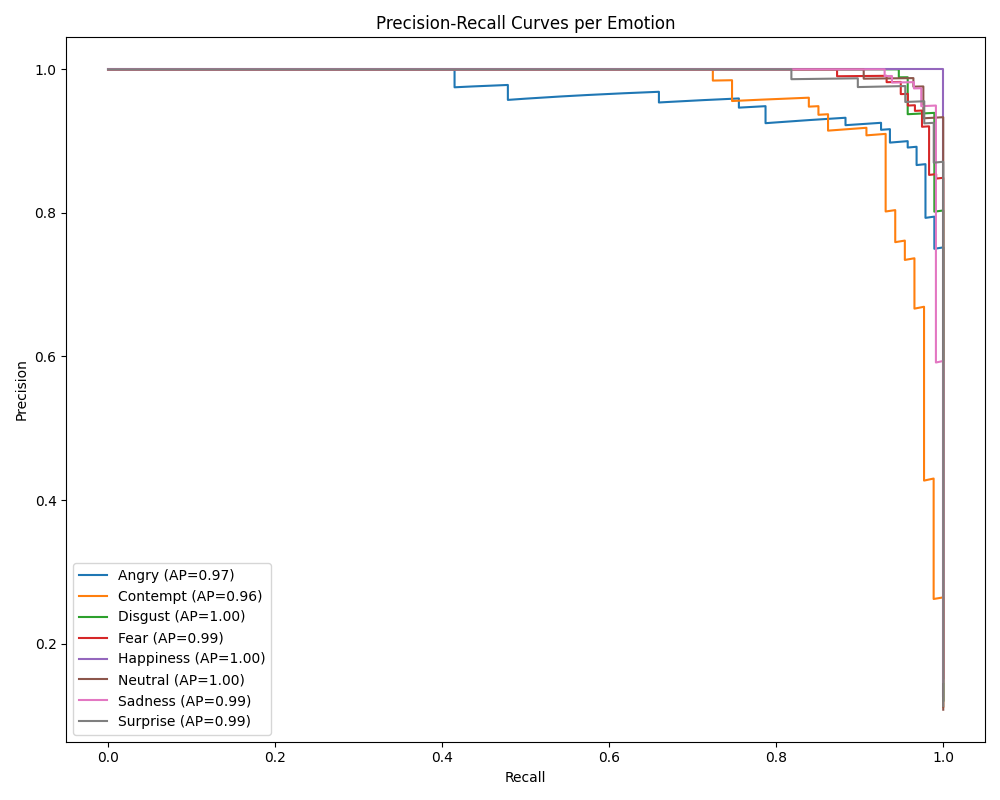 Precision-Recall Curves per Emotion
1.0
0.8
0.6
0.4
0.2
Precision
Angry (AP=0.97)
Contempt (AP=0.96)
Disgust (AP=1.00)
Fear (AP=0.99)
Happiness (AP=1.00)
Neutral (AP=1.00)
Sadness (AP=0.99)
Surprise (AP=0.99)
0.0 0.2 0.4 0.6 0.8 1.0
Recall